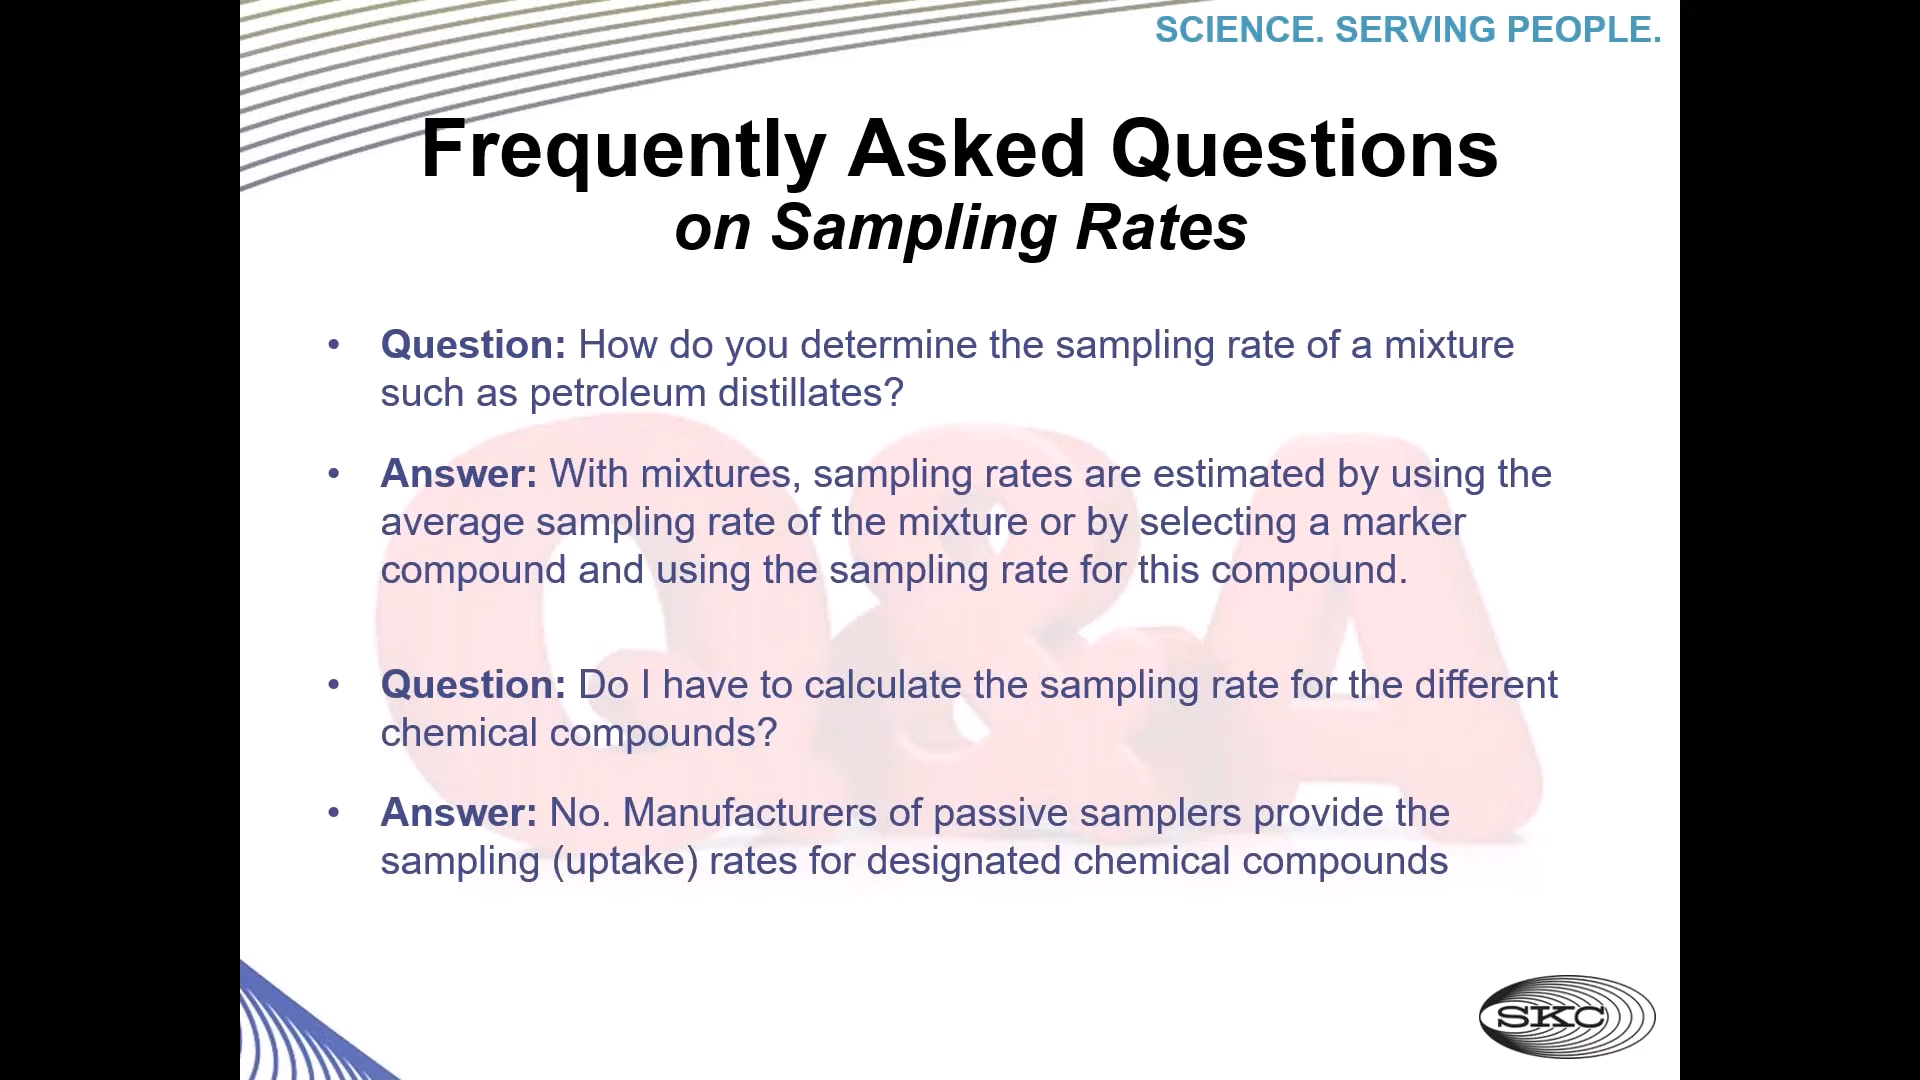 SCIENCE. SERVING PEOPLE.
Frequently Asked Questions
on Sampling Rates
• Question: How do you determine the sampling rate of a mixture
such as petroleum distillates?
• Answer: With mixtures, sampling rates are estimated by using the
average sampling rate of the mixture or by selecting a marker
compound and using the sampling rate for this compound.
• Question: Do I have to calculate the sampling rate for the different
chemical compounds?
• Answer: No. Manufacturers of passive samplers provide the
sampling (uptake) rates for designated chemical compounds
Q&A
SKC